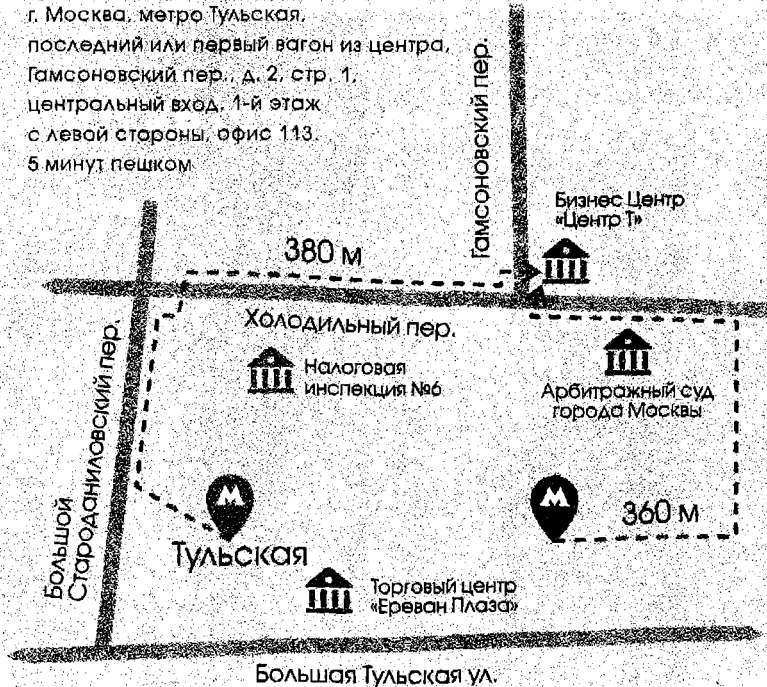 г. Москва, метро Тульская,
последний или первый вагон из центра,
Гамсоновский пер., д. 2, стр. 1,
центральный вход, 1-й этаж
с левой стороны, офис 113.
5 минут пешком
Гамсоновский пер.
Бизнес Центр
«Центр Т»
380 м
Холодильный пер.
Налоговая
инспекция №6
Арбитражный суд
города Москвы
Большой
Староданиловский пер.
М
Тульская
М
360 м
Торговый центр
«Ереван Плаза»
Большая Тульская ул.